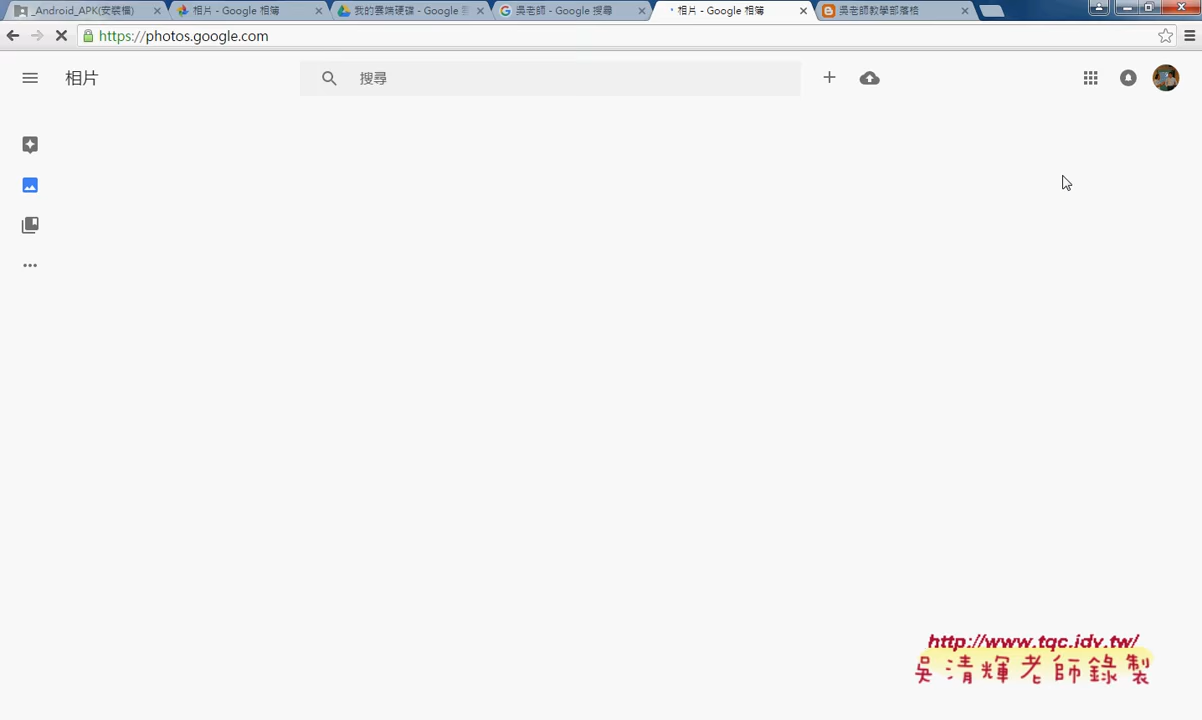 _Android_APK(安裝檔)
相片 - Google 相簿
我的雲端硬碟 - Google
吳老師 - Google 搜尋
相片 - Google 相簿
吳老師教學部落格
https://photos.google.com
相片
搜尋
http://www.tqc.idv.tw/
吳清輝老師錄製